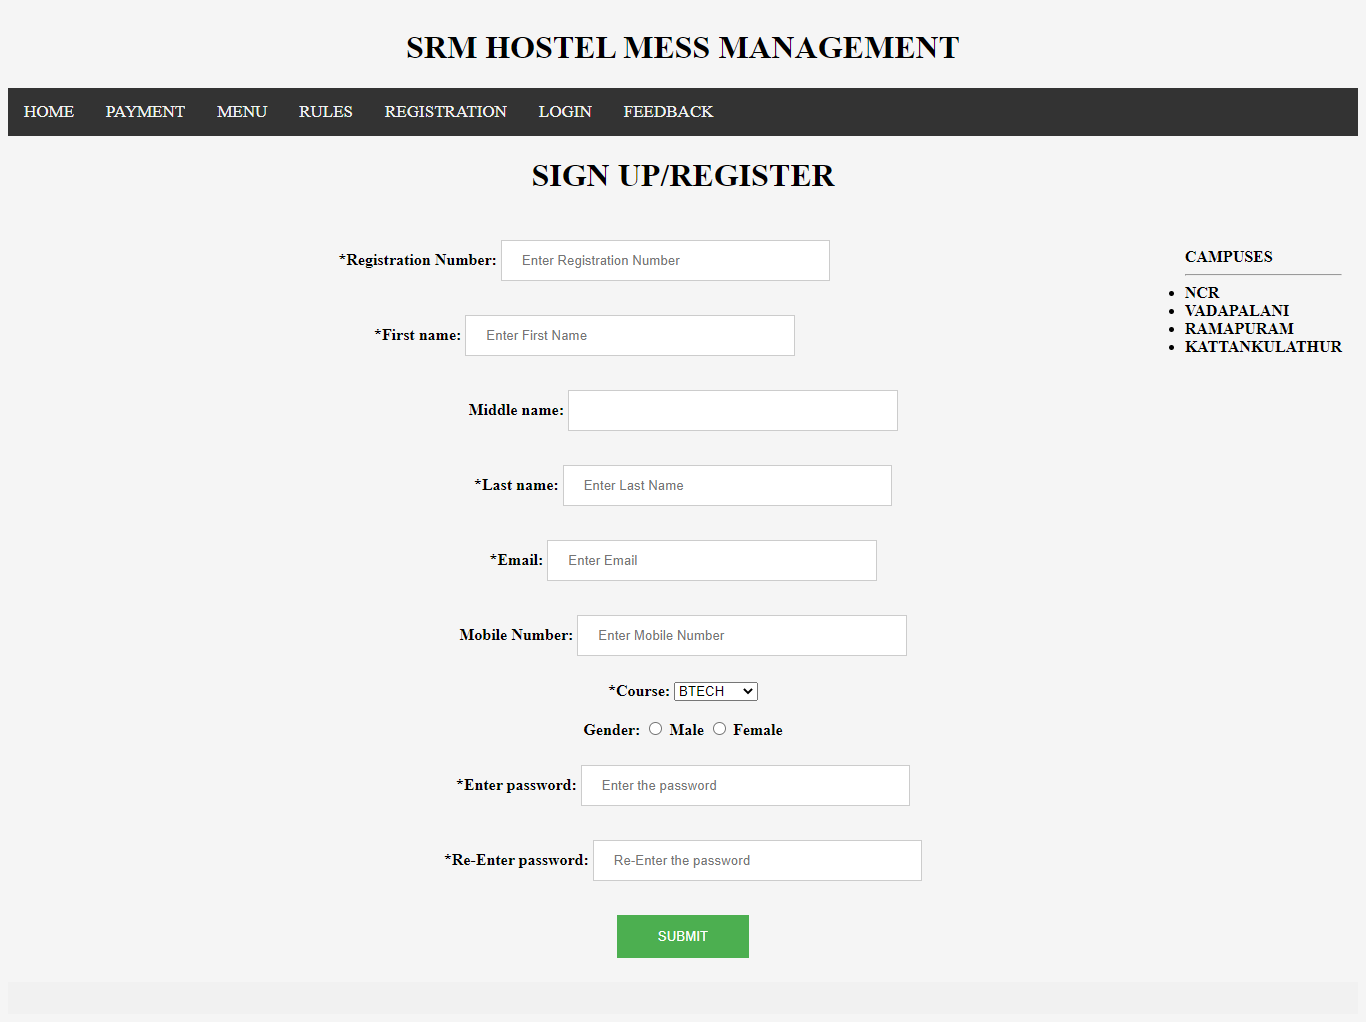 SRM HOSTEL MESS MANAGEMENT
HOME PAYMENT MENU RULES REGISTRATION LOGIN FEEDBACK
SIGN UP/REGISTER
*Registration Number: Enter Registration Number
*First name: Enter First Name
Middle name:
*Last name: Enter Last Name
*Email: Enter Email
Mobile Number: Enter Mobile Number
*Course: BTECH
Gender: Male Female
*Enter password: Enter the password
*Re-Enter password: Re-Enter the password
SUBMIT
CAMPUSES
NCR
VADAPALANI
RAMAPURAM
KATTANKULATHUR